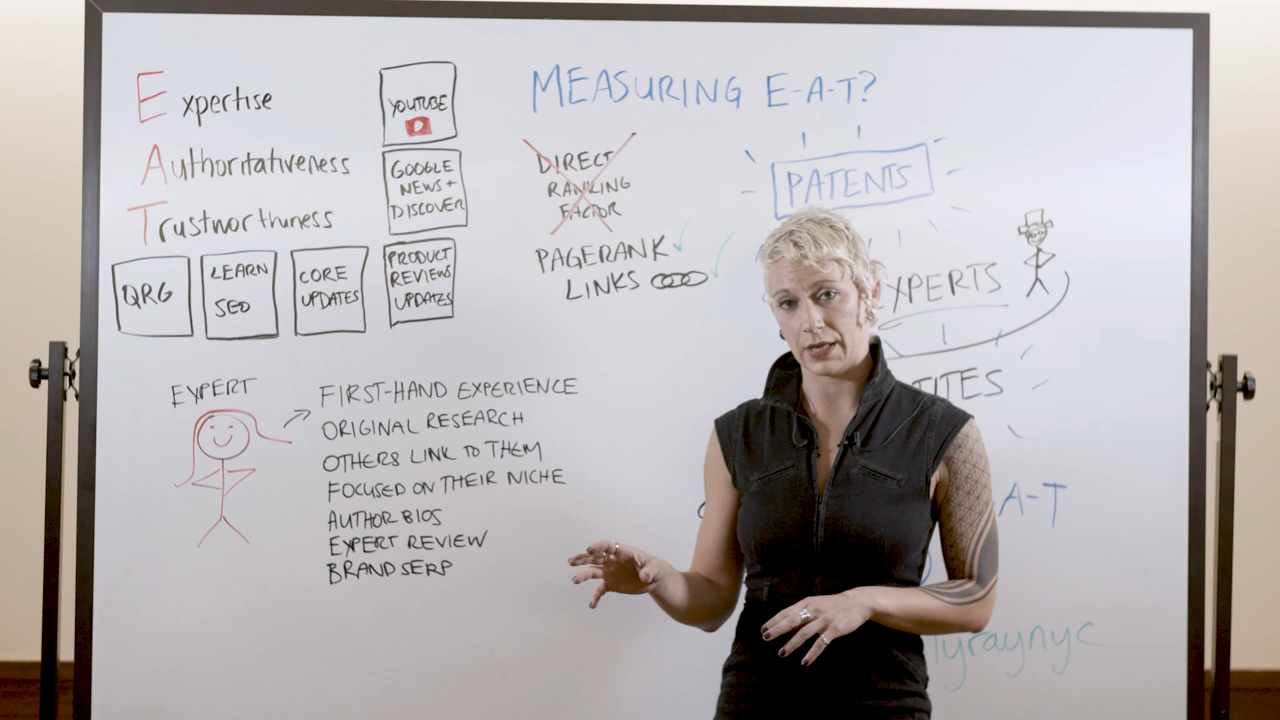 Expertise
Authoritativeness
Trustworthiness
QRG
LEARN
SEO
CORE
UPDATES
YOUTUBE
GOOGLE
NEWS +
DISCOVER
PRODUCT
REVIEWS
UPDATES
EXPERT
FIRST-HAND EXPERIENCE
ORIGINAL RESEARCH
OTHERS LINK TO THEM
FOCUSED ON THEIR NICHE
AUTHOR BIOS
EXPERT REVIEW
BRAND SERP
MEASURING E-A-T?
DIRECT
RANKING
FACTOR
PAGERANK
LINKS
PATENTS
XPERTS
TITES
A-T
lyraynyc